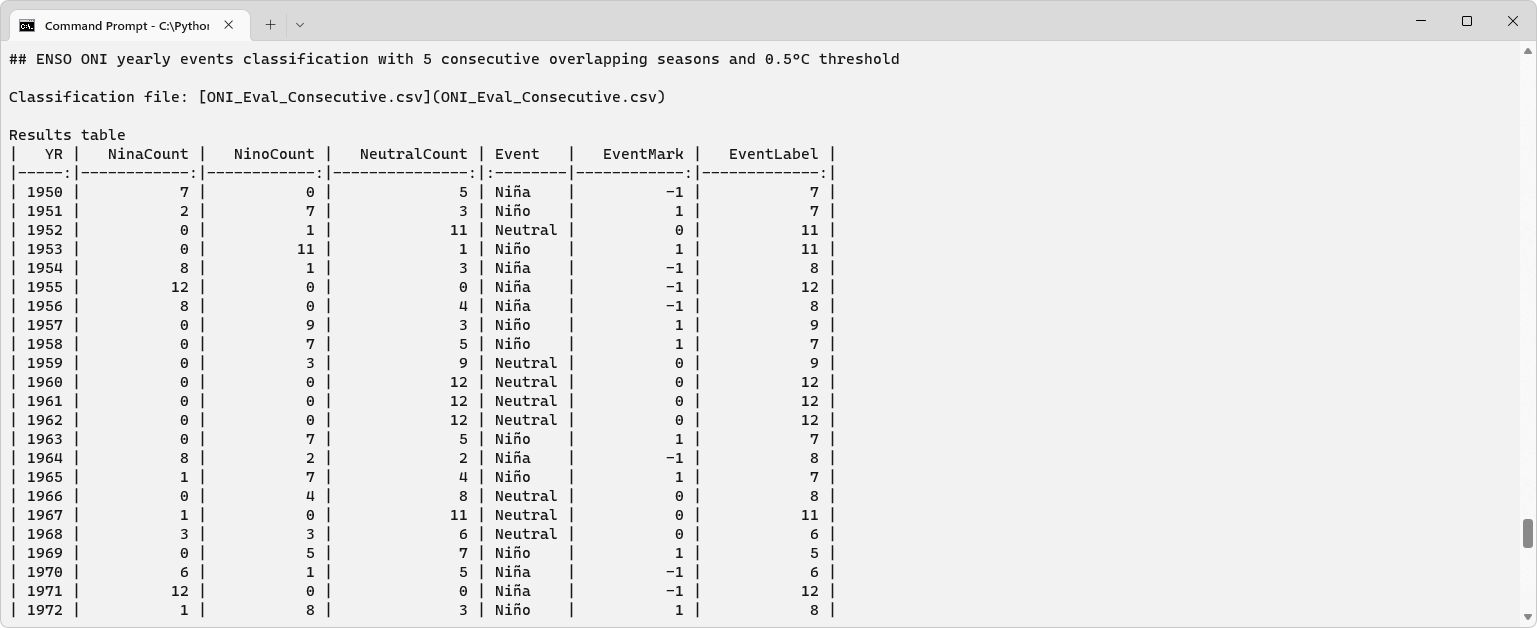 Command Prompt - C:\Pythor
## ENSO ONI yearly events classification with 5 consecutive overlapping seasons and 0.5°C threshold
Classification file: [ONI_Eval_Consecutive.csv](ONI_Eval_Consecutive.csv)
Results table
|   YR |   NinaCount |   NinoCount |   NeutralCount | Event   |   EventMark |   EventLabel |
|-----:|------------:|------------:|---------------:|:--------|------------:|-------------:|
| 1950 |           7 |           0 |              5 | Niña    |          -1 |            7 |
| 1951 |           2 |           7 |              3 | Niño    |           1 |            7 |
| 1952 |           0 |           1 |             11 | Neutral |           0 |           11 |
| 1953 |           0 |          11 |              1 | Niño    |           1 |           11 |
| 1954 |           8 |           1 |              3 | Niña    |          -1 |            8 |
| 1955 |          12 |           0 |              0 | Niña    |          -1 |           12 |
| 1956 |           8 |           0 |              4 | Niña    |          -1 |            8 |
| 1957 |           0 |           9 |              3 | Niño    |           1 |            9 |
| 1958 |           0 |           7 |              5 | Niño    |           1 |            7 |
| 1959 |           0 |           3 |              9 | Neutral |           0 |            9 |
| 1960 |           0 |           0 |             12 | Neutral |           0 |           12 |
| 1961 |           0 |           0 |             12 | Neutral |           0 |           12 |
| 1962 |           0 |           0 |             12 | Neutral |           0 |           12 |
| 1963 |           0 |           7 |              5 | Niño    |           1 |            7 |
| 1964 |           8 |           2 |              2 | Niña    |          -1 |            8 |
| 1965 |           1 |           7 |              4 | Niño    |           1 |            7 |
| 1966 |           0 |           4 |              8 | Neutral |           0 |            8 |
| 1967 |           1 |           0 |             11 | Neutral |           0 |           11 |
| 1968 |           3 |           3 |              6 | Neutral |           0 |            6 |
| 1969 |           0 |           5 |              7 | Niño    |           1 |            5 |
| 1970 |           6 |           1 |              5 | Niña    |          -1 |            6 |
| 1971 |          12 |           0 |              0 | Niña    |          -1 |           12 |
| 1972 |           1 |           8 |              3 | Niño    |           1 |            8 |